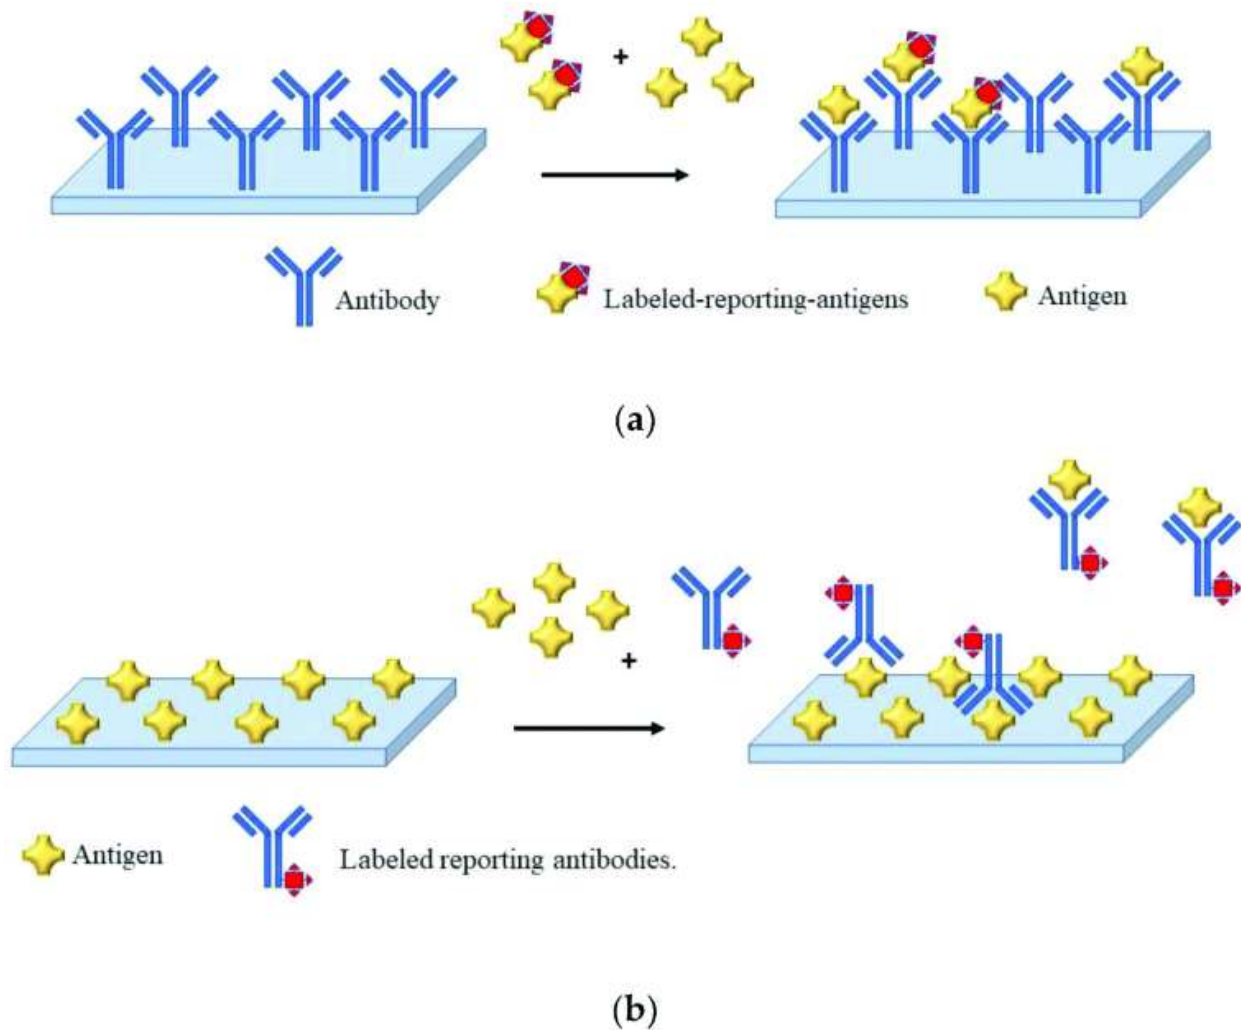 +
Antibody
Labeled-reporting-antigens
Antigen
(a)
+
Antigen
Labeled reporting antibodies.
(b)